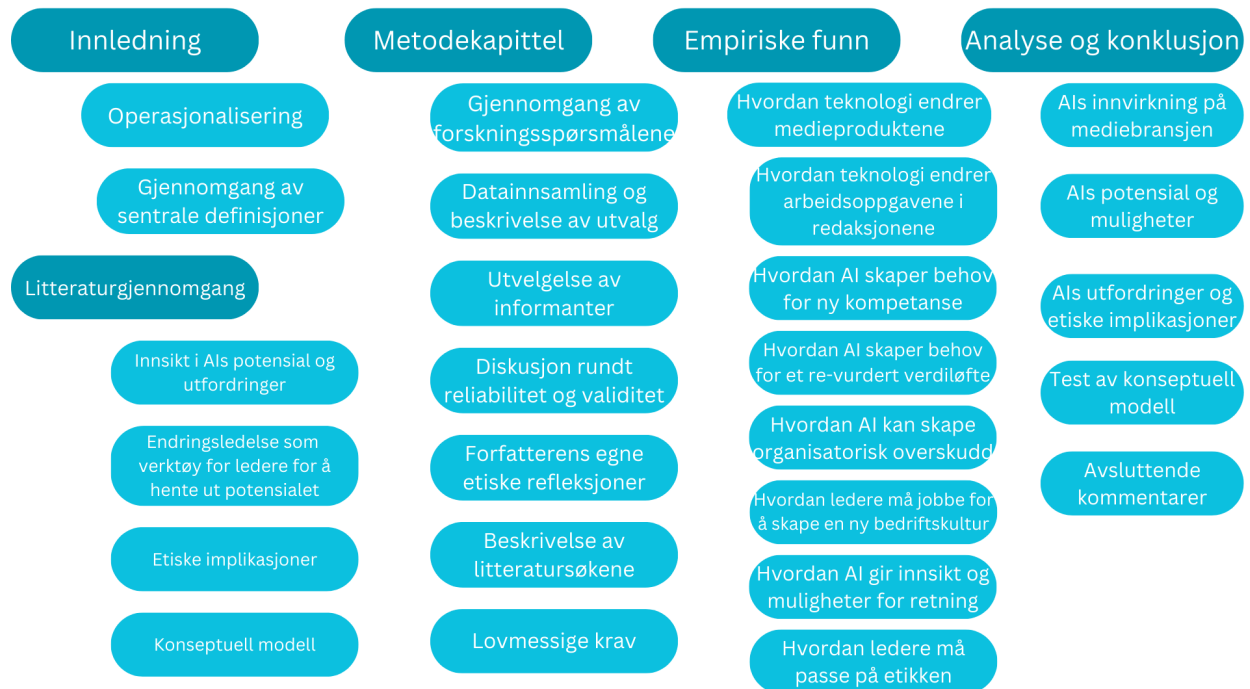 Innledning
Operasjonalisering
Gjennomgang av
sentrale definisjoner
Litteraturgjennomgang
Innsikt i AIs potensial og
utfordringer
Endringsledelse som
verktøy for ledere for å
hente ut potensialet
Etiske implikasjoner
Konseptuell modell
Metodekapittel
Gjennomgang av
forskningsspørsmålene
Datainnsamling og
beskrivelse av utvalg
Utvelgelse av
informanter
Diskusjon rundt
reliabilitet og validitet
Forfatterens egne
etiske refleksjoner
Beskrivelse av
litteratursøkene
Lovmessige krav
Empiriske funn
Hvordan teknologi endrer
medieproduktene
Hvordan teknologi endrer
arbeidsoppgavene i
redaksjonene
Hvordan AI skaper behov
for ny kompetanse
Hvordan AI skaper behov
for et re-vurdert verdiløfte
Hvordan AI kan skape
organisatorisk overskudd
Hvordan ledere må jobbe for
å skape en ny bedriftskultur
Hvordan AI gir innsikt og
muligheter for retning
Hvordan ledere må
passe på etikken
Analyse og konklusjon
AIs innvirkning på
mediebransjen
AIs potensial og
muligheter
AIs utfordringer og
etiske implikasjoner
Test av konseptuell
modell
Avsluttende
kommentarer